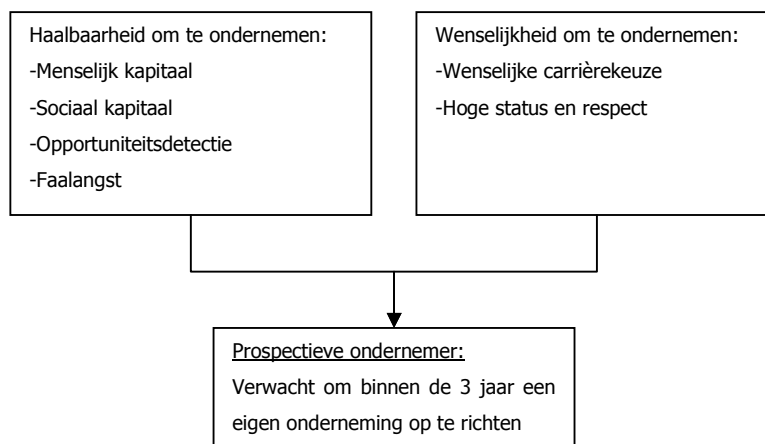 Haalbaarheid om te ondernemen:
-Menselijk kapitaal
-Sociaal kapitaal
-Opportuniteitsdetectie
-Faalangst
Wenselijkheid om te ondernemen:
-Wenselijke carrièrekeuze
-Hoge status en respect
Prospectieve ondernemer:
Verwacht om binnen de 3 jaar een
eigen onderneming op te richten